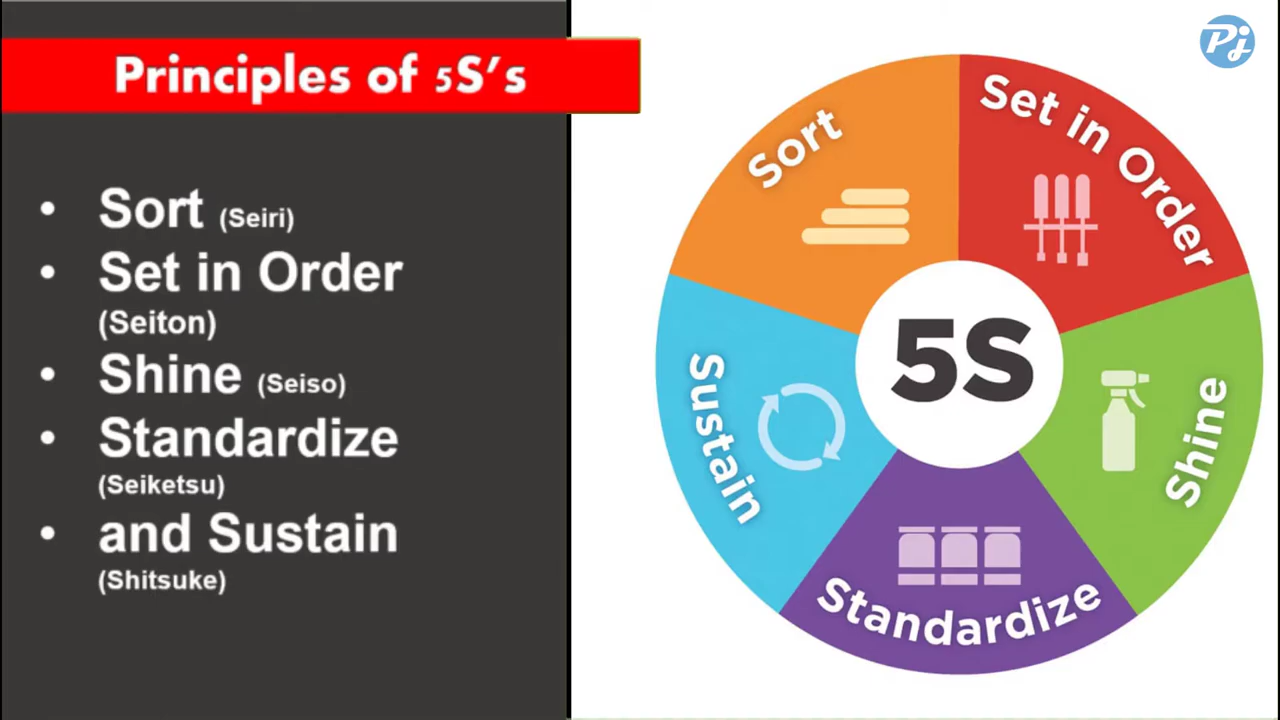 Principles of 5S's
• Sort (Seiri)
• Set in Order
(Seiton)
• Shine (Seiso)
• Standardize
(Seiketsu)
• and Sustain
(Shitsuke)
Pj
Sort
Set in Order
Sustain
5S
Shine
Standardize